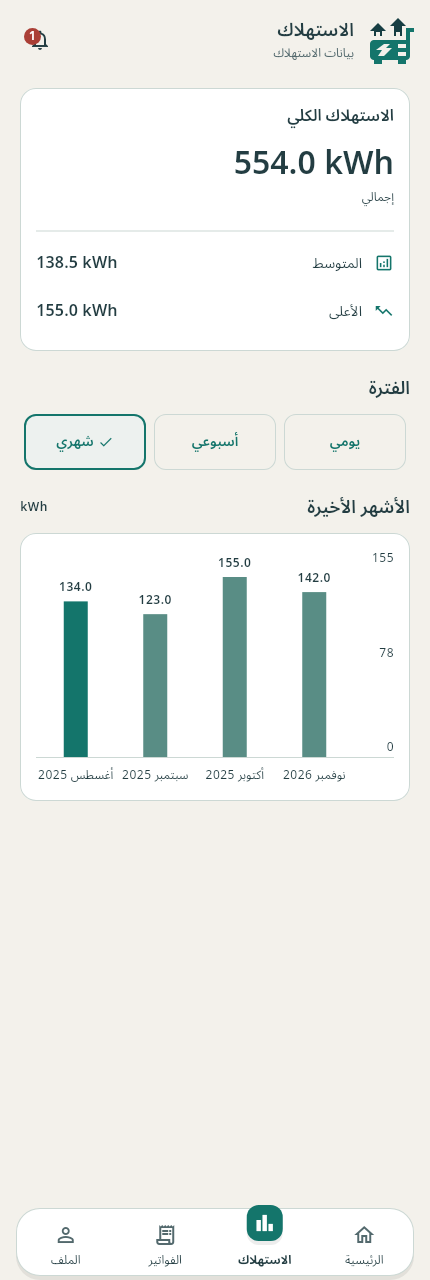 الاستهلاك
بيانات الاستهلاك
1
الاستهلاك الكلي
554.0 kWh
إجمالي
المتوسط
138.5 kWh
الأعلى
155.0 kWh
الفترة
يومي
أسبوعي
شهري
الأشهر الأخيرة
kWh
155
78
0
142.0
155.0
123.0
134.0
نوفمبر 2026
أكتوبر 2025
سبتمبر 2025
أغسطس 2025
الرئيسية
الاستهلاك
الفواتير
الملف